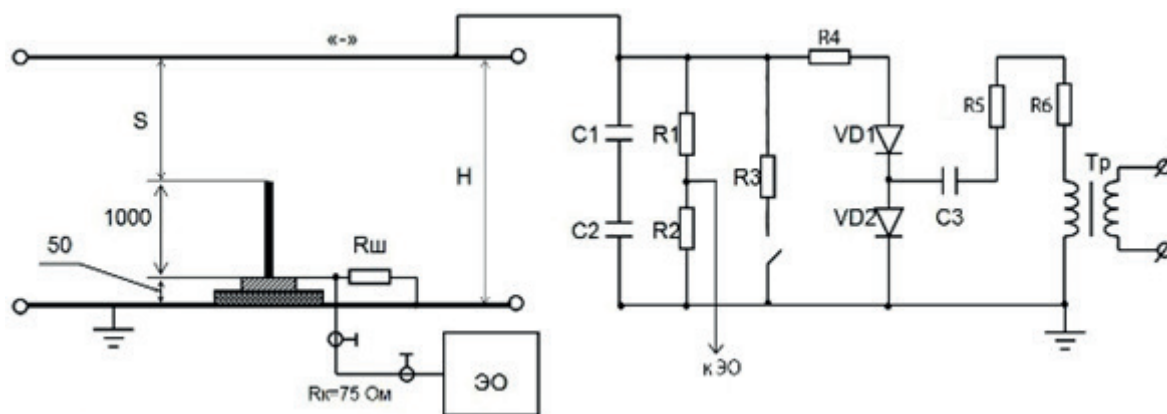 «-»
S
H
1000
50
Rш
Rк=75 Ом
ЭО
C1
C2
R1
R2
R3
R4
VD1
VD2
C3
R5
R6
Тр
к ЭО